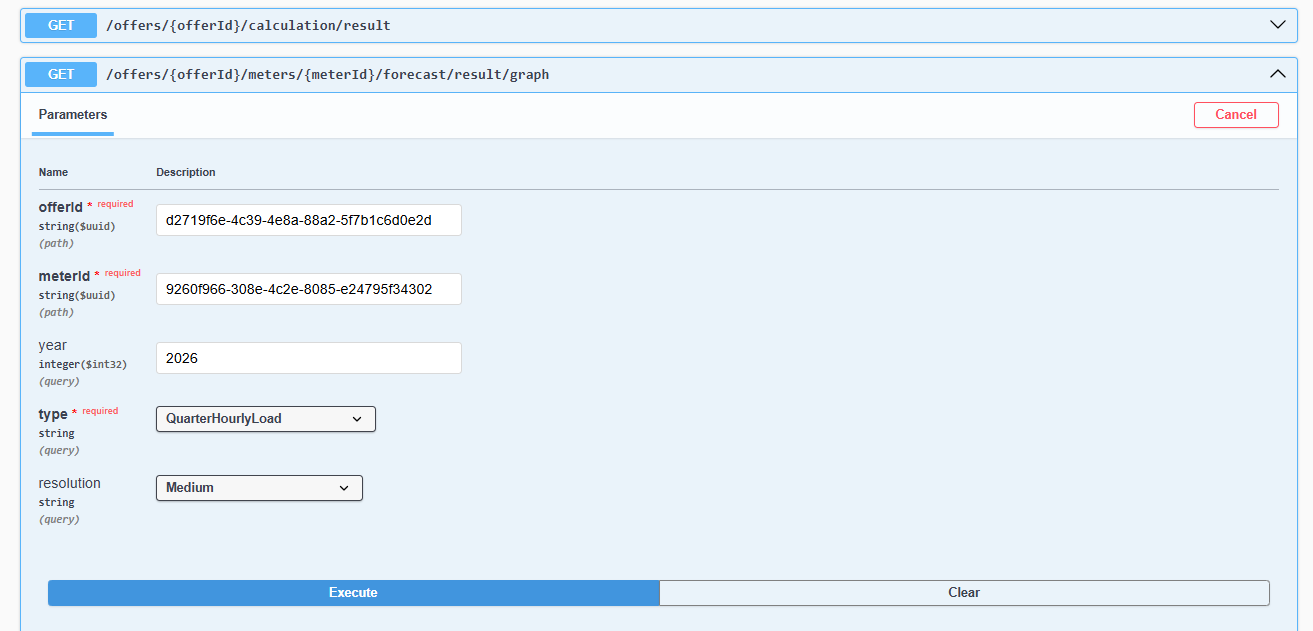 GET /offers/{offerId}/calculation/result
GET /offers/{offerId}/meters/{meterId}/forecast/result/graph
Parameters
Cancel
Name Description
offerId * required
string($uuid)
(path)
d2719f6e-4c39-4e8a-88a2-5f7b1c6d0e2d
meterId * required
string($uuid)
(path)
9260f966-308e-4c2e-8085-e24795f34302
year
integer($int32)
(query)
2026
type * required
string
(query)
QuarterHourlyLoad
resolution
string
(query)
Medium
Execute Clear